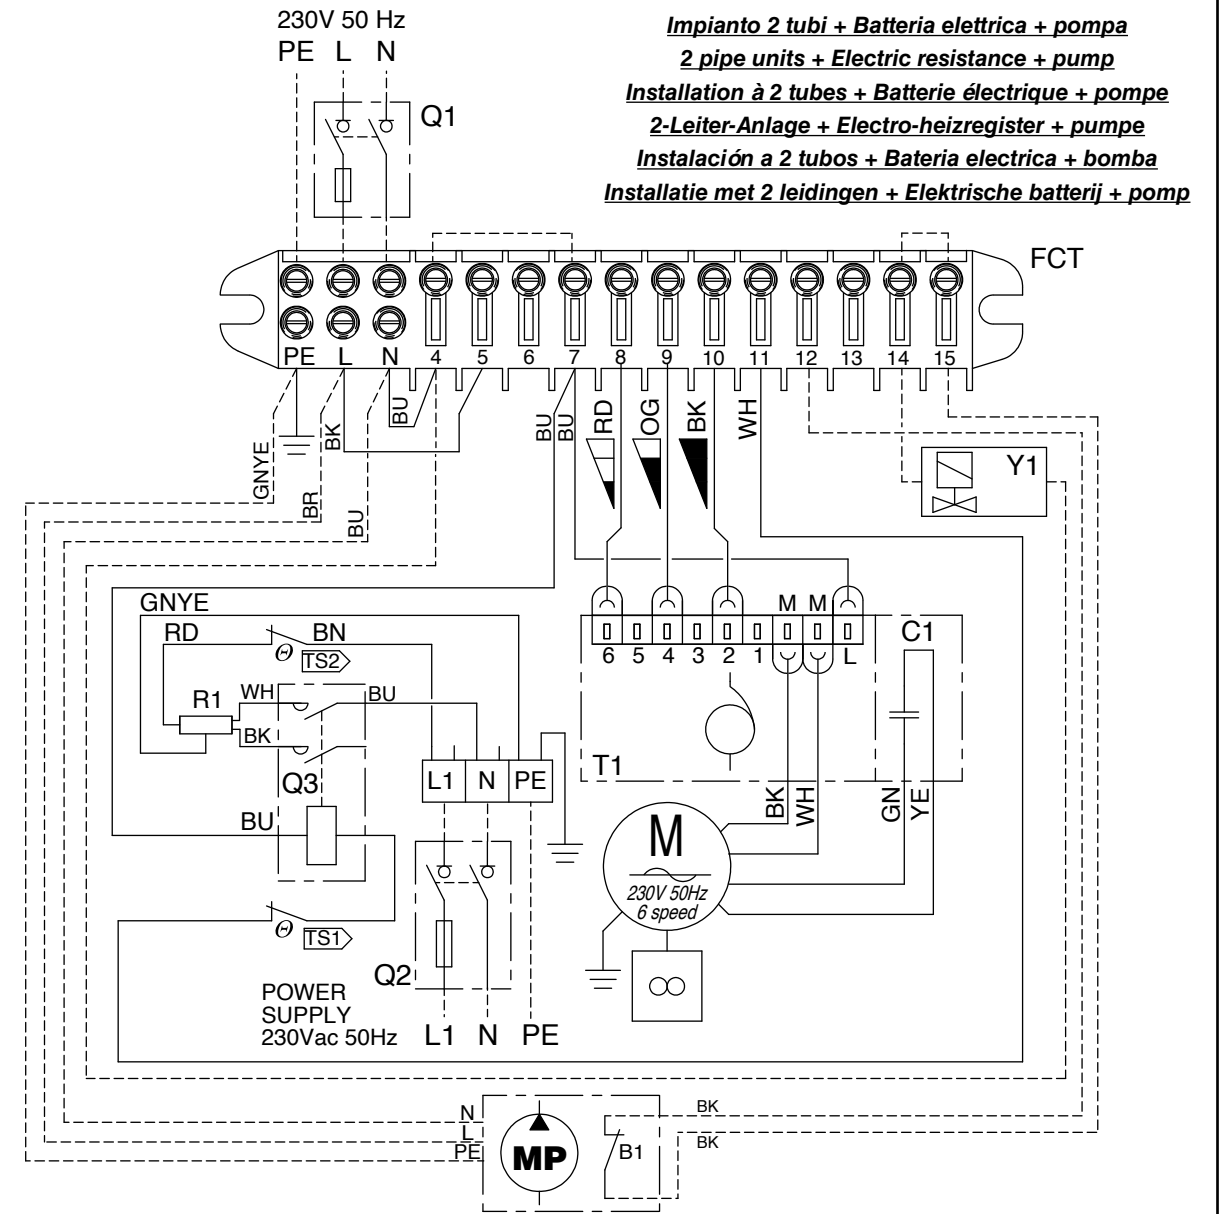 230V 50 Hz
PE L N
Q1
Impianto 2 tubi + Batteria elettrica + pompa
2 pipe units + Electric resistance + pump
Installation à 2 tubes + Batterie électrique + pompe
2-Leiter-Anlage + Electro-heizregister + pumpe
Instalación a 2 tubos + Bateria electrica + bomba
Installatie met 2 leidingen + Elektrische batterij + pomp
FCT
PE L N 4 5 6 7 8 9 10 11 12 13 14 15
GNYE
BR
BK
BU
BU
BU
BU
RD
OG
BK
WH
Y1
GNYE
RD
BN
Θ TS2
R1
WH
BU
BK
Q3
BU
Θ TS1
L1 N PE
Q2
POWER
SUPPLY
230Vac 50Hz
L1 N PE
M M
6 5 4 3 2 1 L
C1
T1
BK
WH
GN
YE
M
230V 50Hz
6 speed
N
L
PE
MP
B1
BK
BK